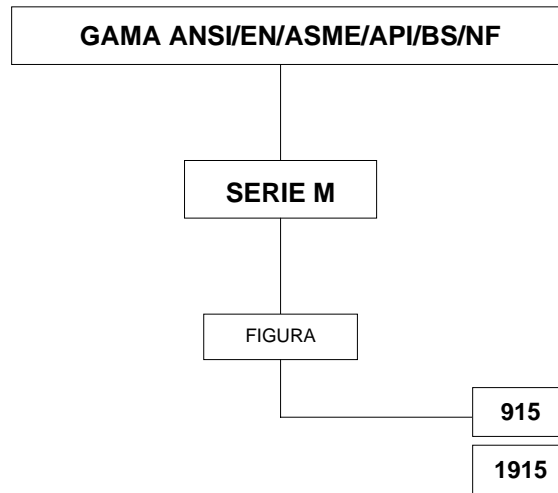 GAMA ANSI/EN/ASME/API/BS/NF
SERIE M
FIGURA
915
1915